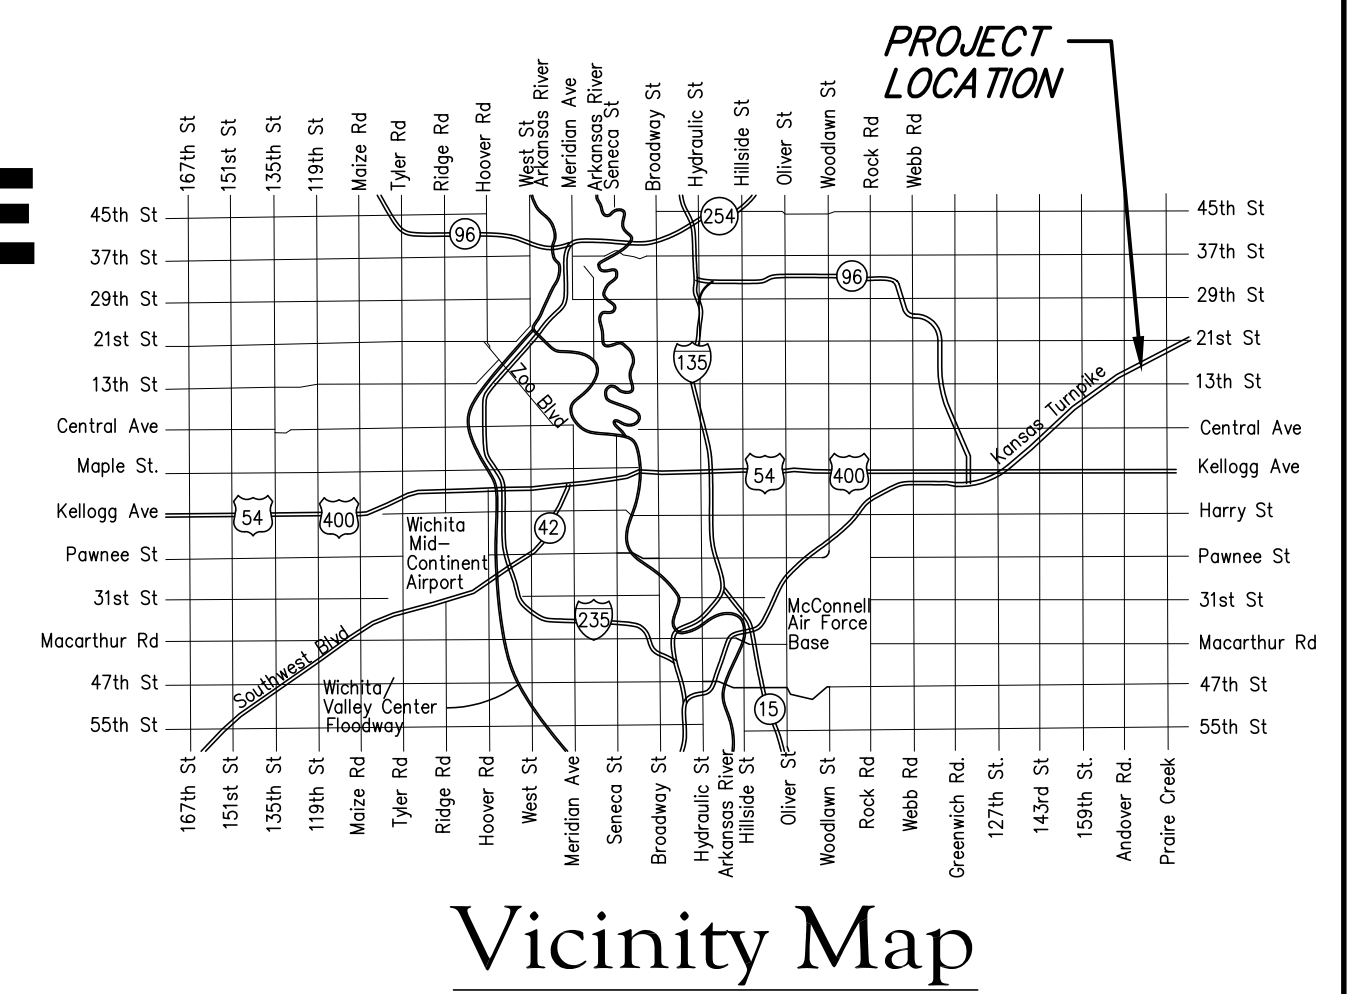 PROJECT
LOCATION
167th St
151st St
135th St
119th St
Maize Rd
Tyler Rd
Ridge Rd
Hoover Rd
West St
Arkansas River
Meridian Ave
Arkansas River
Seneca St
Broadway St
Hydraulic St
Hillside St
Oliver St
Woodlawn St
Rock Rd
Webb Rd
45th St
37th St
29th St
21st St
13th St
Central Ave
Maple St.
Kellogg Ave
Pawnee St
31st St
Macarthur Rd
47th St
55th St
96
254
96
135
Zoo Blvd
Kansas Turnpike
54
400
54
400
42
Wichita
Mid-
Continent
Airport
235
McConnell
Air Force
Base
Southwest Blvd
Wichita/
Valley Center
Floodway
15
45th St
37th St
29th St
21st St
13th St
Central Ave
Kellogg Ave
Harry St
Pawnee St
31st St
Macarthur Rd
47th St
55th St
167th St
151st St
135th St
119th St
Maize Rd
Tyler Rd
Ridge Rd
Hoover Rd
West St
Meridian Ave
Seneca St
Broadway St
Hydraulic St
Arkansas River
Hillside St
Oliver St
Woodlawn St
Rock Rd
Webb Rd
Greenwich Rd.
127th St.
143rd St
159th St.
Andover Rd.
Prairie Creek
Vicinity Map